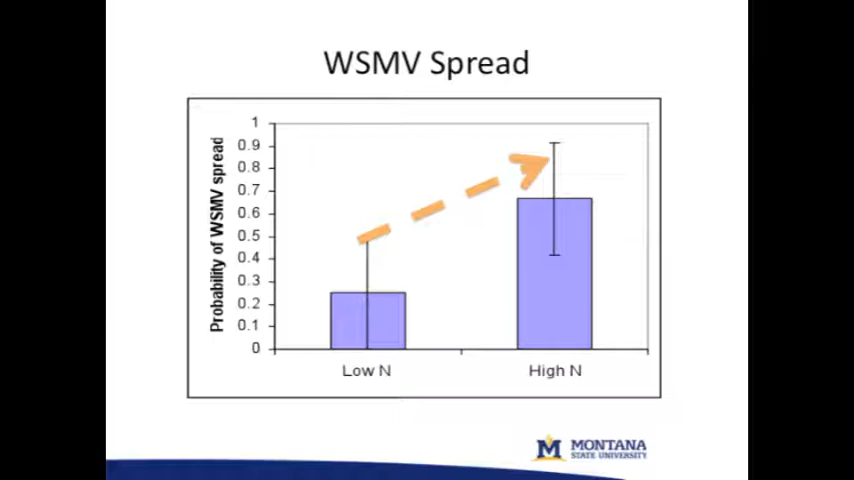 WSMV Spread
Probability of WSMV spread
1
0.9
0.8
0.7
0.6
0.5
0.4
0.3
0.2
0.1
0
Low N
High N
M MONTANA
STATE UNIVERSITY